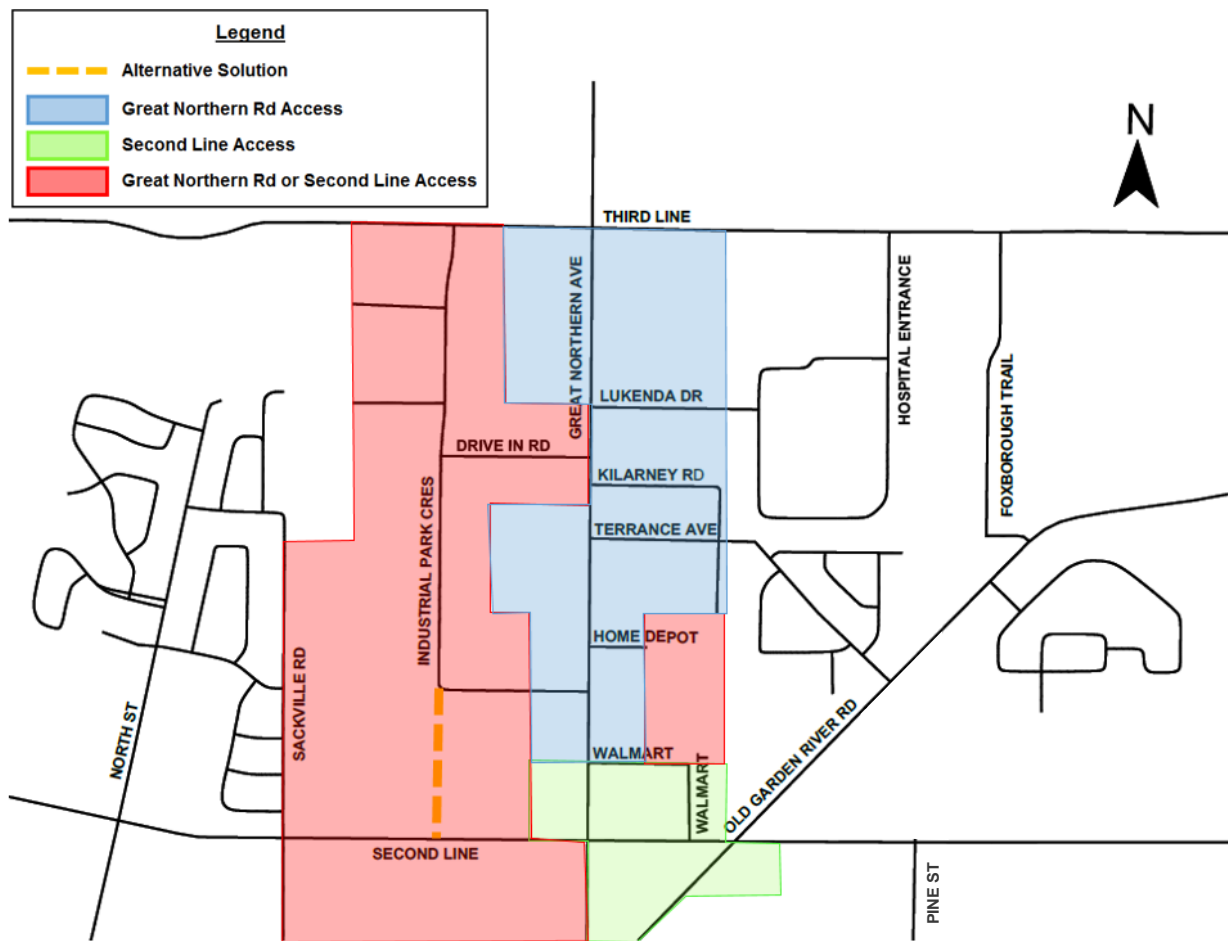 Legend
Alternative Solution
Great Northern Rd Access
Second Line Access
Great Northern Rd or Second Line Access
N
THIRD LINE
GREAT NORTHERN AVE
HOSPITAL ENTRANCE
FOXBOROUGH TRAIL
LUKENDA DR
DRIVE IN RD
KILARNEY RD
TERRANCE AVE
INDUSTRIAL PARK CRES
HOME DEPOT
SACKVILLE RD
NORTH ST
WALMART
WALMART
OLD GARDEN RIVER RD
SECOND LINE
PINE ST